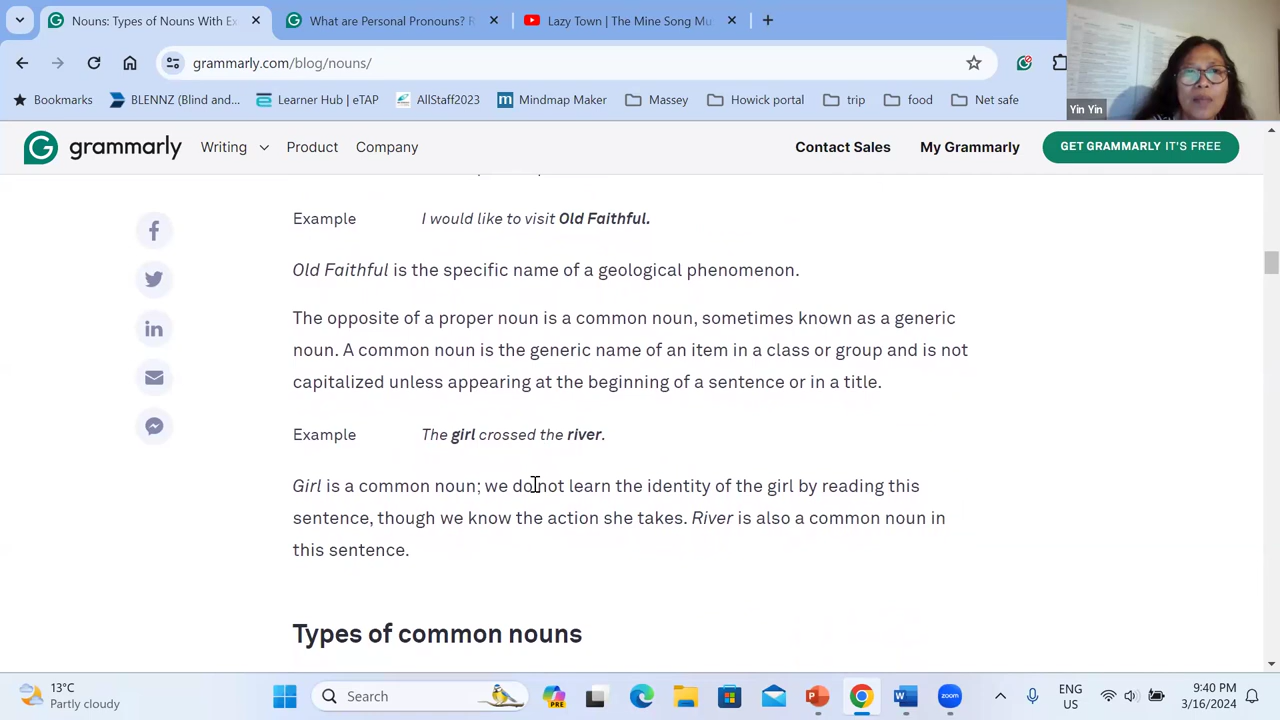 Nouns: Types of Nouns With Ex
What are Personal Pronouns? R
Lazy Town | The Mine Song Mu
grammarly.com/blog/nouns/
Bookmarks
BLENNZ (Blind and...
Learner Hub | eTAP
AllStaff2023
Mindmap Maker
Massey
Howick portal
trip
food
Net safe
Yin Yin
grammarly
Writing
Product
Company
Contact Sales
My Grammarly
GET GRAMMARLY IT'S FREE
Example I would like to visit Old Faithful.
Old Faithful is the specific name of a geological phenomenon.
The opposite of a proper noun is a common noun, sometimes known as a generic
noun. A common noun is the generic name of an item in a class or group and is not
capitalized unless appearing at the beginning of a sentence or in a title.
Example The girl crossed the river.
Girl is a common noun; we do not learn the identity of the girl by reading this
sentence, though we know the action she takes. River is also a common noun in
this sentence.
Types of common nouns
13°C
Partly cloudy
Search
PRE
ENG
US
9:40 PM
3/16/2024